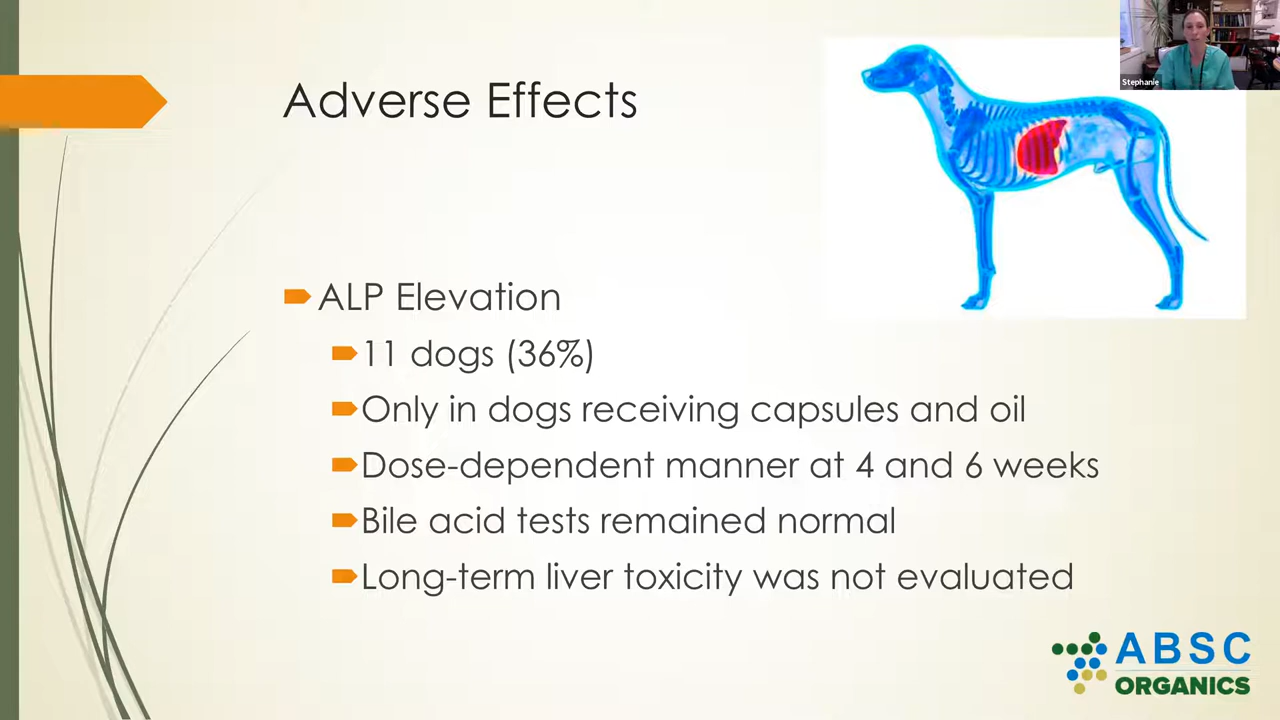 Stephanie
Adverse Effects
ALP Elevation
11 dogs (36%)
Only in dogs receiving capsules and oil
Dose-dependent manner at 4 and 6 weeks
Bile acid tests remained normal
Long-term liver toxicity was not evaluated
ABSC
ORGANICS